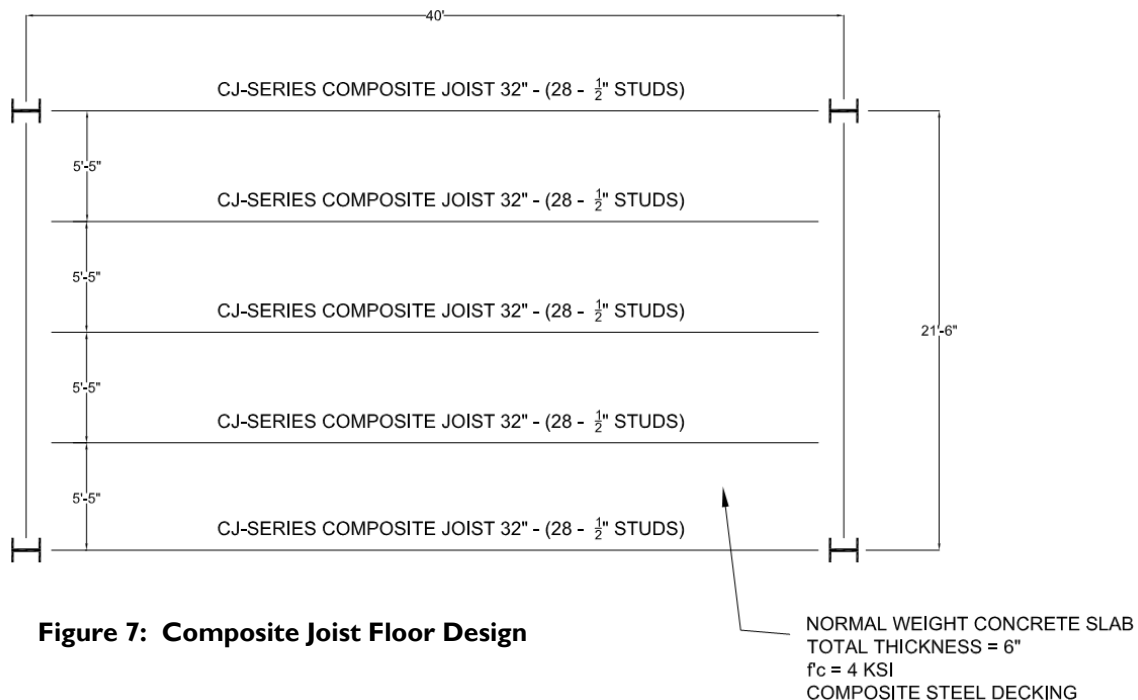 40'
CJ-SERIES COMPOSITE JOIST 32" - (28 - ½" STUDS)
5'-5"
CJ-SERIES COMPOSITE JOIST 32" - (28 - ½" STUDS)
5'-5"
CJ-SERIES COMPOSITE JOIST 32" - (28 - ½" STUDS)
21'-6"
5'-5"
CJ-SERIES COMPOSITE JOIST 32" - (28 - ½" STUDS)
5'-5"
CJ-SERIES COMPOSITE JOIST 32" - (28 - ½" STUDS)
Figure 7: Composite Joist Floor Design
NORMAL WEIGHT CONCRETE SLAB
TOTAL THICKNESS = 6"
f'c = 4 KSI
COMPOSITE STEEL DECKING